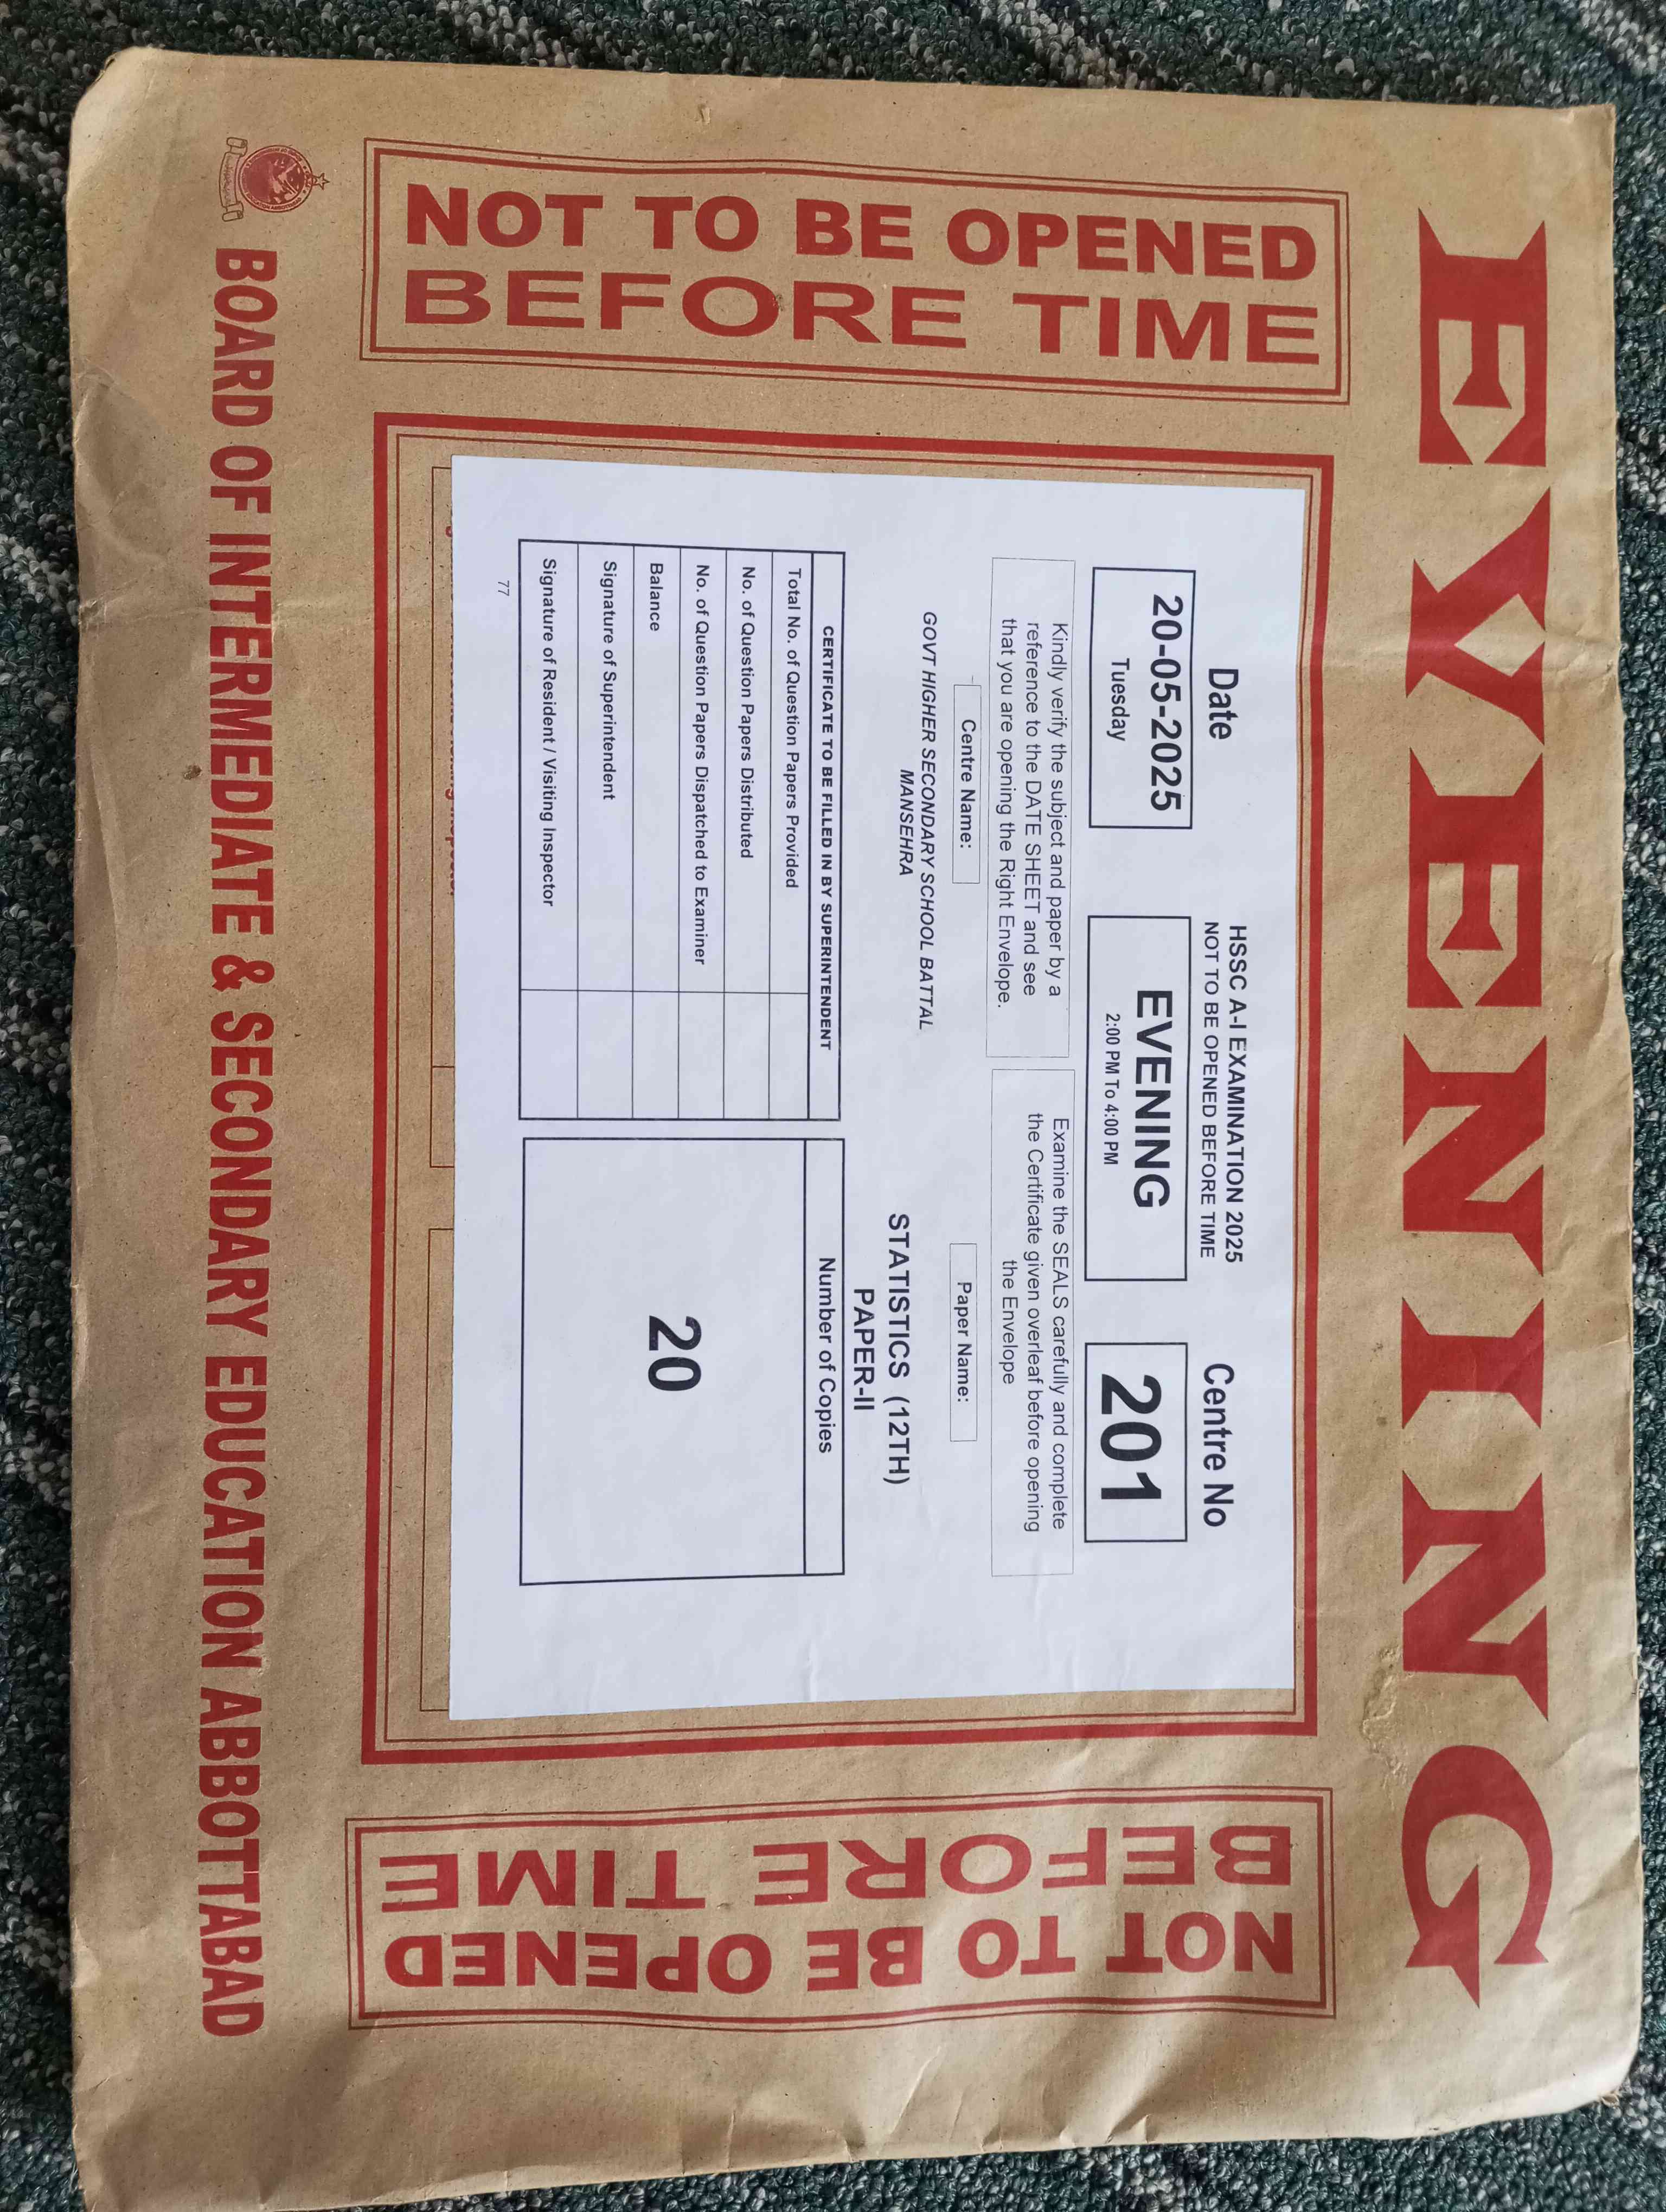 EVENING
NOT TO BE OPENED
BEFORE TIME
Date
20-05-2025
Tuesday
HSSC A-I EXAMINATION 2025
NOT TO BE OPENED BEFORE TIME
EVENING
2:00 PM To 4:00 PM
Centre No
201
Kindly verify the subject and paper by a
reference to the DATE SHEET and see
that you are opening the Right Envelope.
Examine the SEALS carefully and complete
the Certificate given overleaf before opening
the Envelope
Centre Name:
GOVT HIGHER SECONDARY SCHOOL BATTAL
MANSEHRA
Paper Name:
STATISTICS (12TH)
PAPER-II
CERTIFICATE TO BE FILLED IN BY SUPERINTENDENT
Total No. of Question Papers Provided
No. of Question Papers Distributed
No. of Question Papers Dispatched to Examiner
Balance
Signature of Superintendent
Signature of Resident / Visiting Inspector
Number of Copies
20
77
NOT TO BE OPENED
BEFORE TIME
BOARD OF INTERMEDIATE & SECONDARY EDUCATION ABBOTTABAD